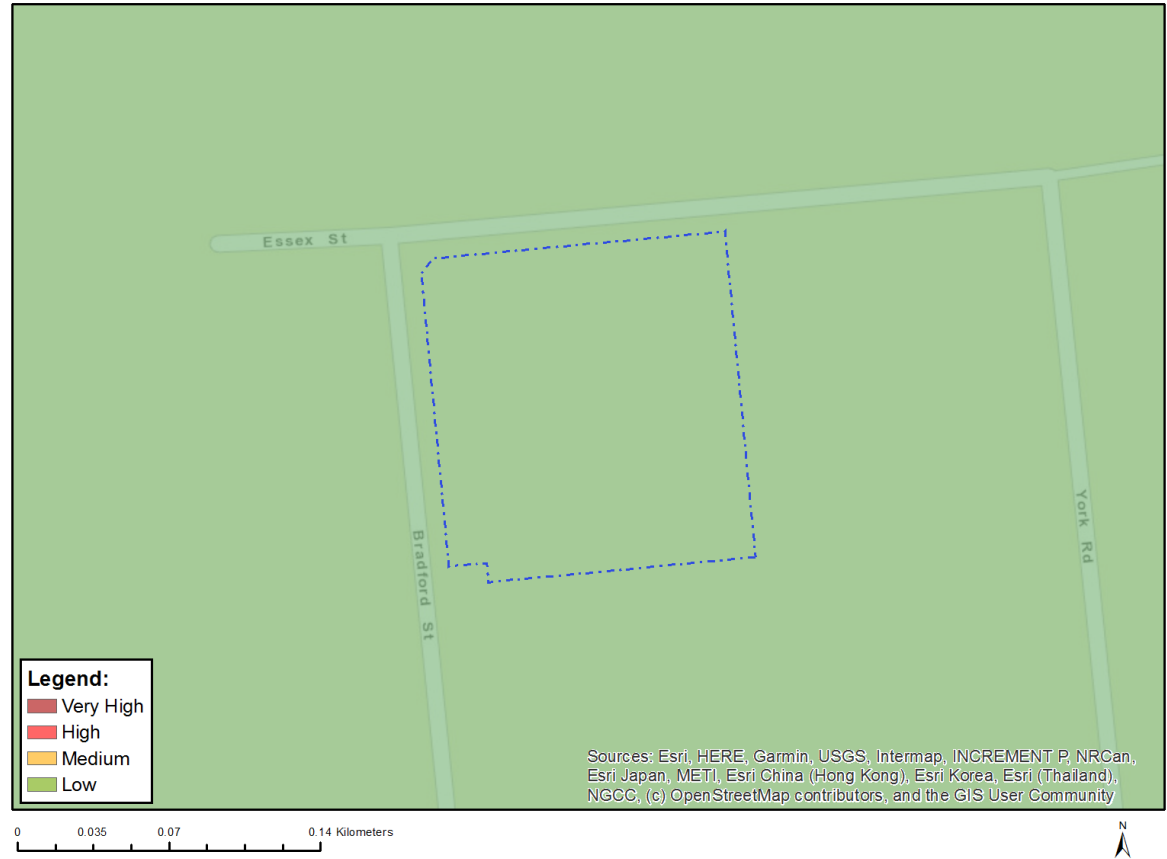 Essex St
Bradford St
York Rd
Legend:
Very High
High
Medium
Low
Sources: Esri, HERE, Garmin, USGS, Intermap, INCREMENT P, NRCan,
Esri Japan, METI, Esri China (Hong Kong), Esri Korea, Esri (Thailand),
NGCC, (c) OpenStreetMap contributors, and the GIS User Community
0 0.035 0.07 0.14 Kilometers
N